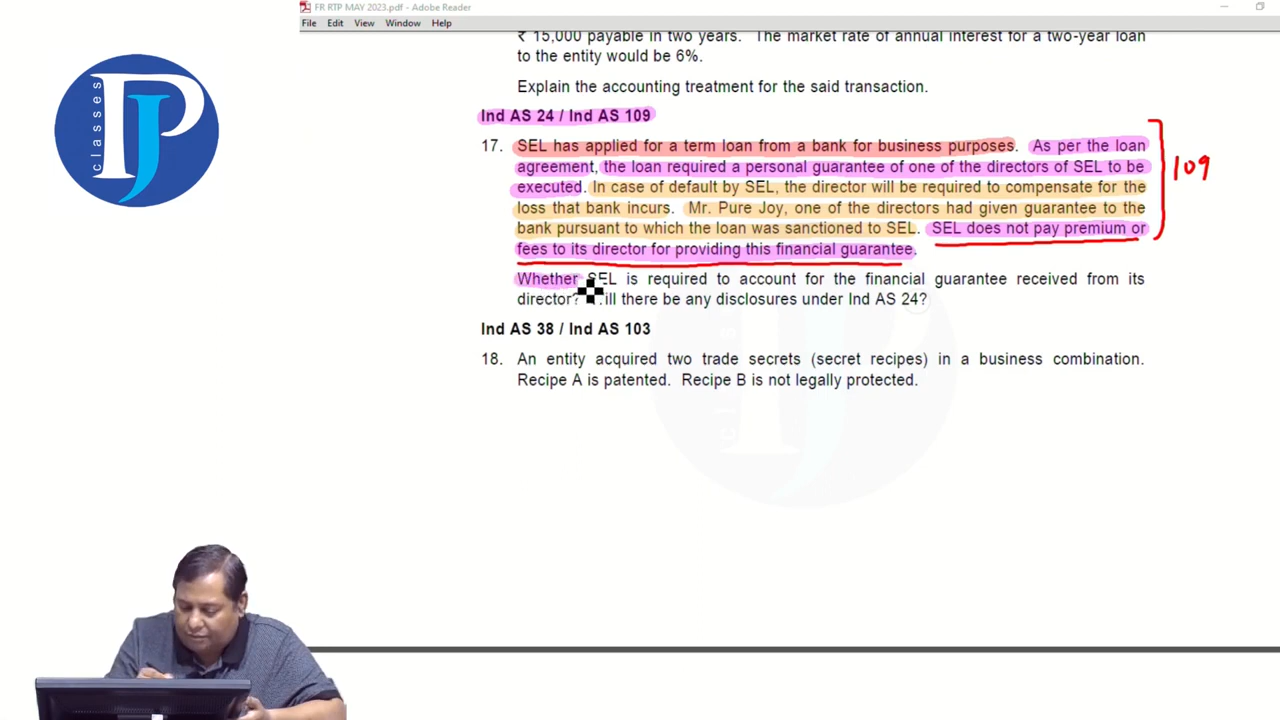 FR RTP MAY 2023.pdf - Adobe Reader
File Edit View Window Help
₹ 15,000 payable in two years. The market rate of annual interest for a two-year loan
to the entity would be 6%.
Explain the accounting treatment for the said transaction.
Ind AS 24 / Ind AS 109
17. SEL has applied for a term loan from a bank for business purposes. As per the loan
agreement, the loan required a personal guarantee of one of the directors of SEL to be
executed. In case of default by SEL, the director will be required to compensate for the
loss that bank incurs. Mr. Pure Joy, one of the directors had given guarantee to the
bank pursuant to which the loan was sanctioned to SEL. SEL does not pay premium or
fees to its director for providing this financial guarantee.
109
Whether SEL is required to account for the financial guarantee received from its
director? ill there be any disclosures under Ind AS 24?
Ind AS 38 / Ind AS 103
18. An entity acquired two trade secrets (secret recipes) in a business combination.
Recipe A is patented. Recipe B is not legally protected.
PJ
classes